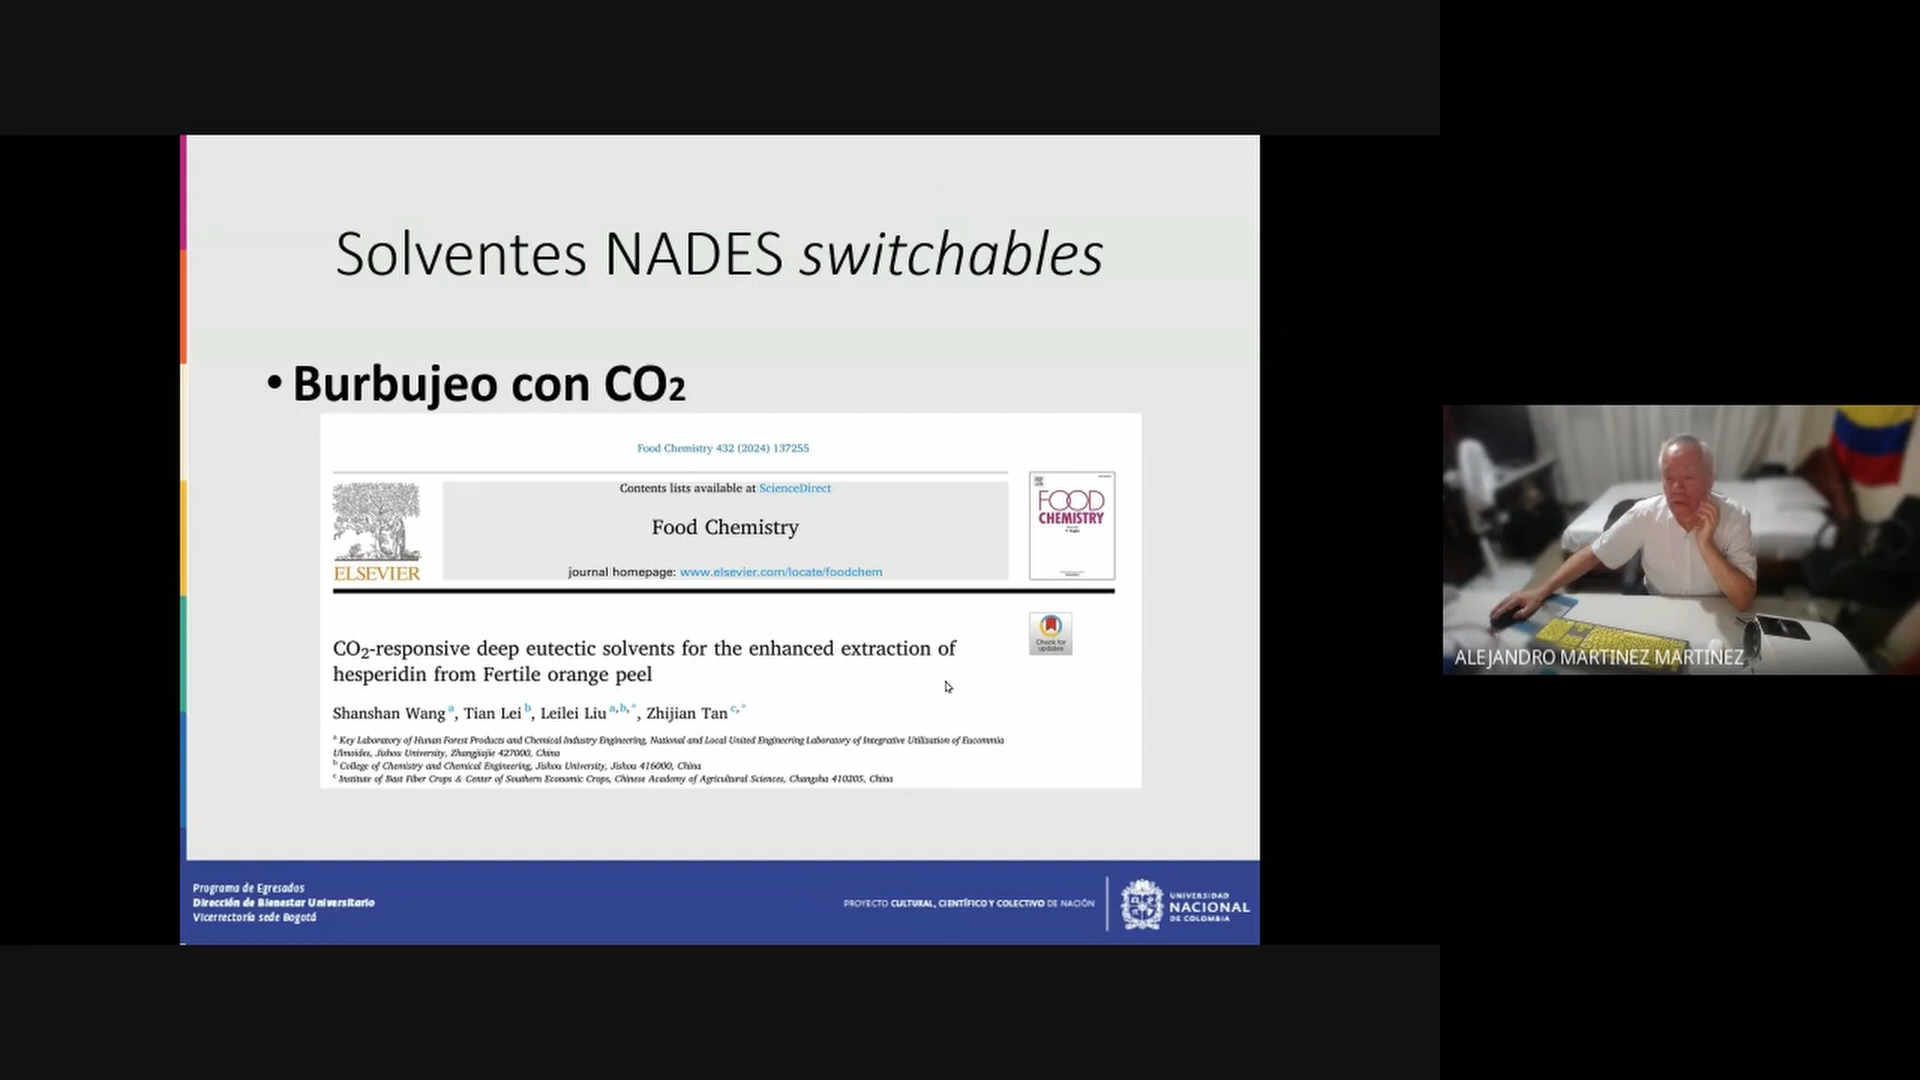 Solventes NADES switchables
• Burbujeo con CO₂
Food Chemistry 432 (2024) 137255
Contents lists available at ScienceDirect
Food Chemistry
journal homepage: www.elsevier.com/locate/foodchem
ELSEVIER
FOOD
CHEMISTRY
Check for
updates
CO₂-responsive deep eutectic solvents for the enhanced extraction of
hesperidin from Fertile orange peel
Shanshan Wang ᵃ, Tian Lei ᵇ, Leilei Liu ᵃ,ᵇ,*, Zhijian Tan ᶜ,*
ᵃ Key Laboratory of Hunan Forest Products and Chemical Industry Engineering, National and Local United Engineering Laboratory of Integrative Utilization of Eucommia
Ulmoides, Jishou University, Zhangjiajie 427000, China
ᵇ College of Chemistry and Chemical Engineering, Jishou University, Jishou 416000, China
ᶜ Institute of Bast Fiber Crops & Center of Southern Economic Crops, Chinese Academy of Agricultural Sciences, Changsha 410205, China
Programa de Egresados
Dirección de Bienestar Universitario
Vicerrectoría sede Bogotá
PROYECTO CULTURAL, CIENTÍFICO Y COLECTIVO DE NACIÓN
UNIVERSIDAD
NACIONAL
DE COLOMBIA
ALEJANDRO MARTINEZ MARTINEZ